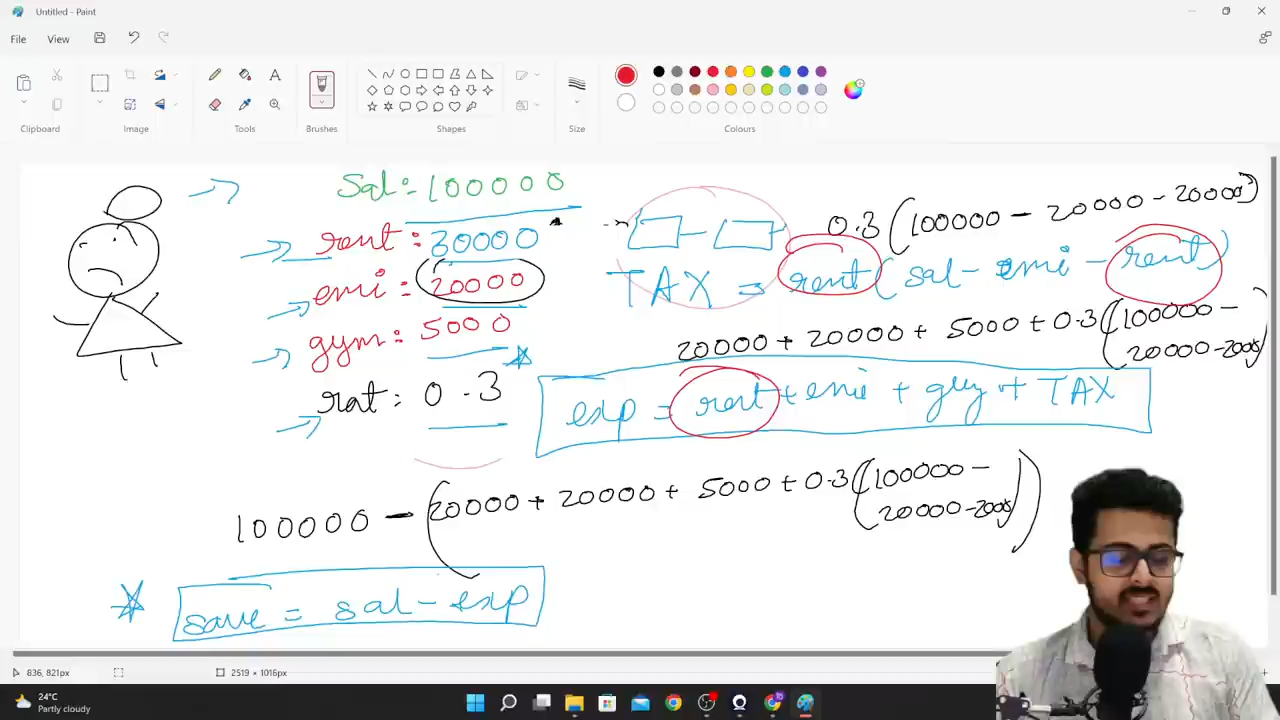 Untitled - Paint
File View
Clipboard Image Tools Brushes Shapes Size Colours
Sal: 100000
rent: 30000
emi: 20000
gym: 5000
rat: 0.3
0.3 (100000 - 20000 - 20000)
TAX = rent (sal - emi - rent)
20000 + 20000 + 5000 + 0.3 (100000 -
20000 - 20000)
exp = rent + emi + gym + TAX
100000 - (20000 + 20000 + 5000 + 0.3 (100000 -
20000 - 20000))
save = sal - exp
836, 821px 2519 × 1016px
24°C
Partly cloudy